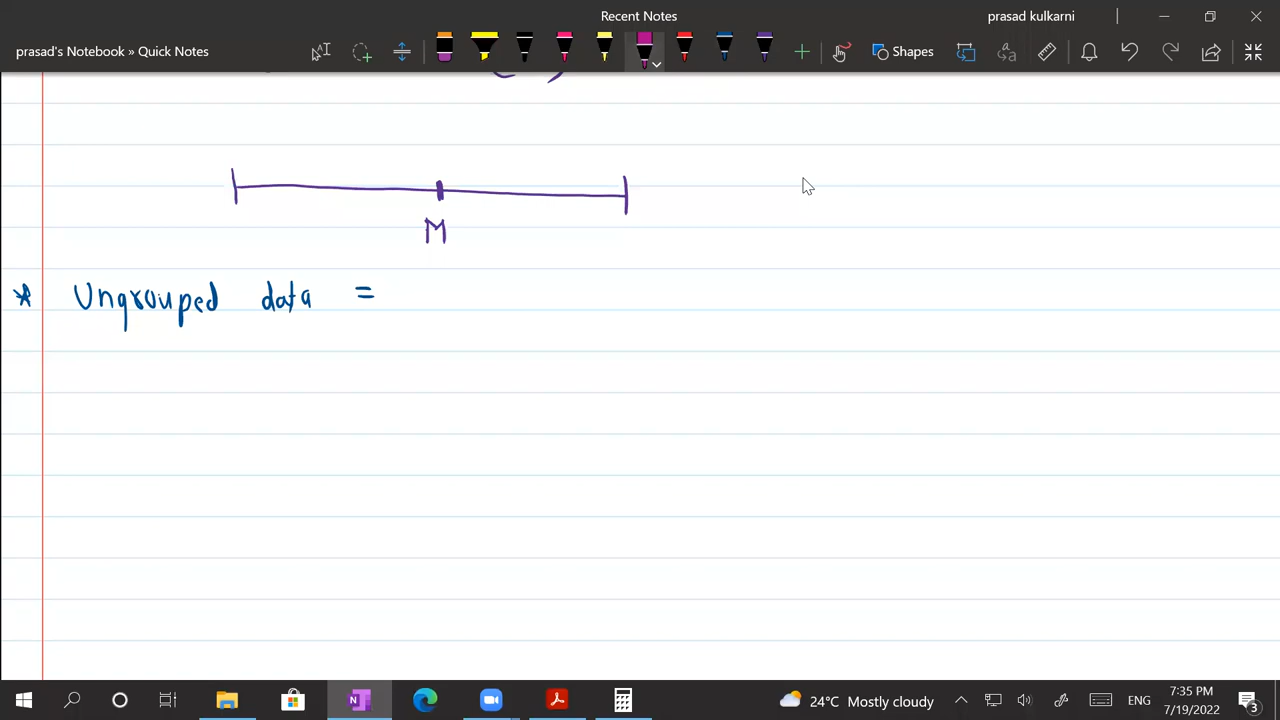 Recent Notes
prasad kulkarni
prasad's Notebook » Quick Notes
Shapes
M
* Ungrouped data =
24°C Mostly cloudy
ENG
7:35 PM
7/19/2022
3